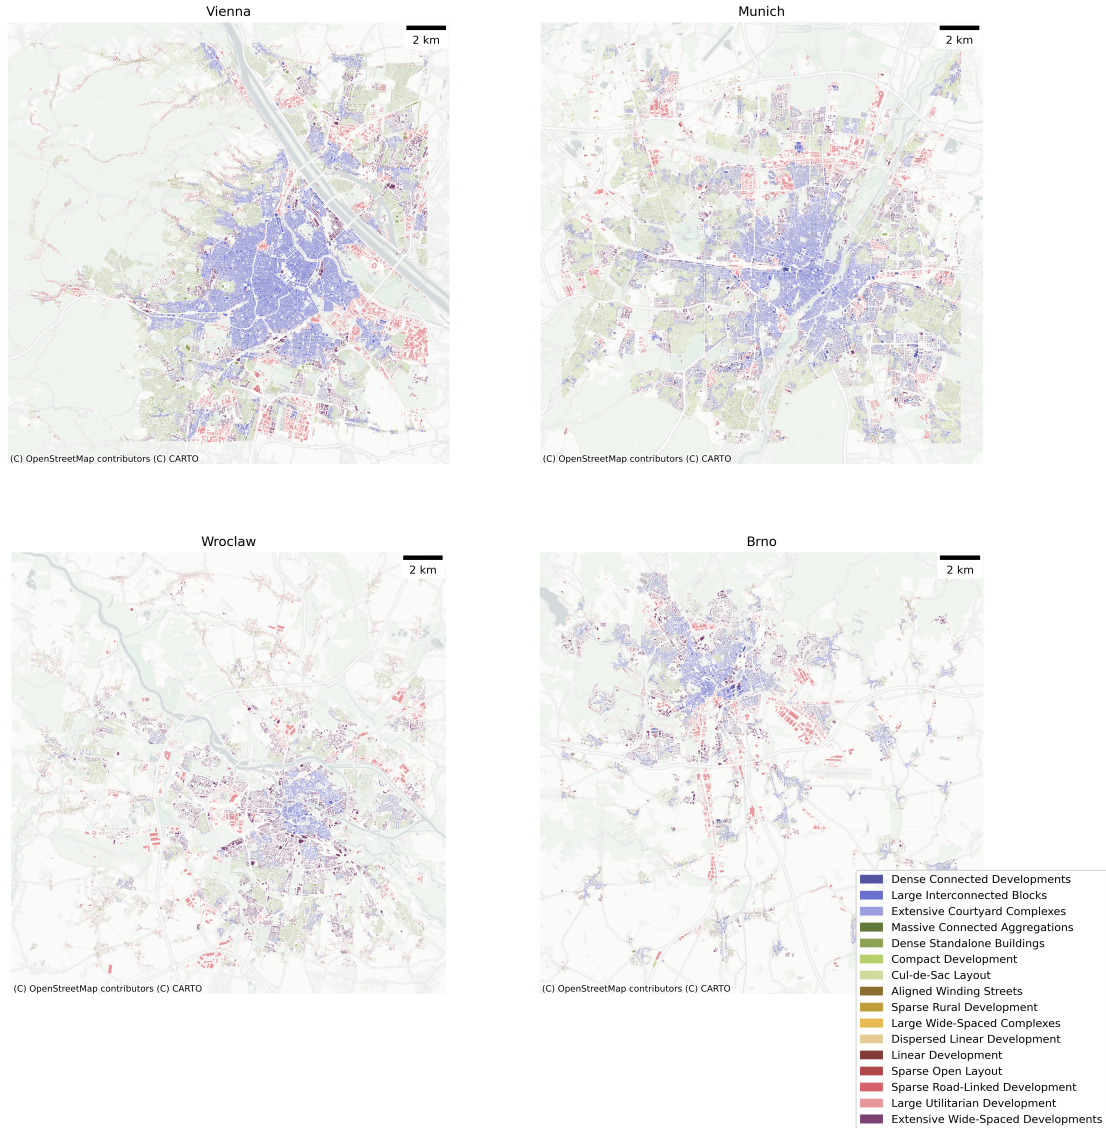 Vienna
Munich
2 km
2 km
(C) OpenStreetMap contributors (C) CARTO
(C) OpenStreetMap contributors (C) CARTO
Wroclaw
Brno
2 km
2 km
(C) OpenStreetMap contributors (C) CARTO
(C) OpenStreetMap contributors (C) CARTO
Dense Connected Developments
Large Interconnected Blocks
Extensive Courtyard Complexes
Massive Connected Aggregations
Dense Standalone Buildings
Compact Development
Cul-de-Sac Layout
Aligned Winding Streets
Sparse Rural Development
Large Wide-Spaced Complexes
Dispersed Linear Development
Linear Development
Sparse Open Layout
Sparse Road-Linked Development
Large Utilitarian Development
Extensive Wide-Spaced Developments